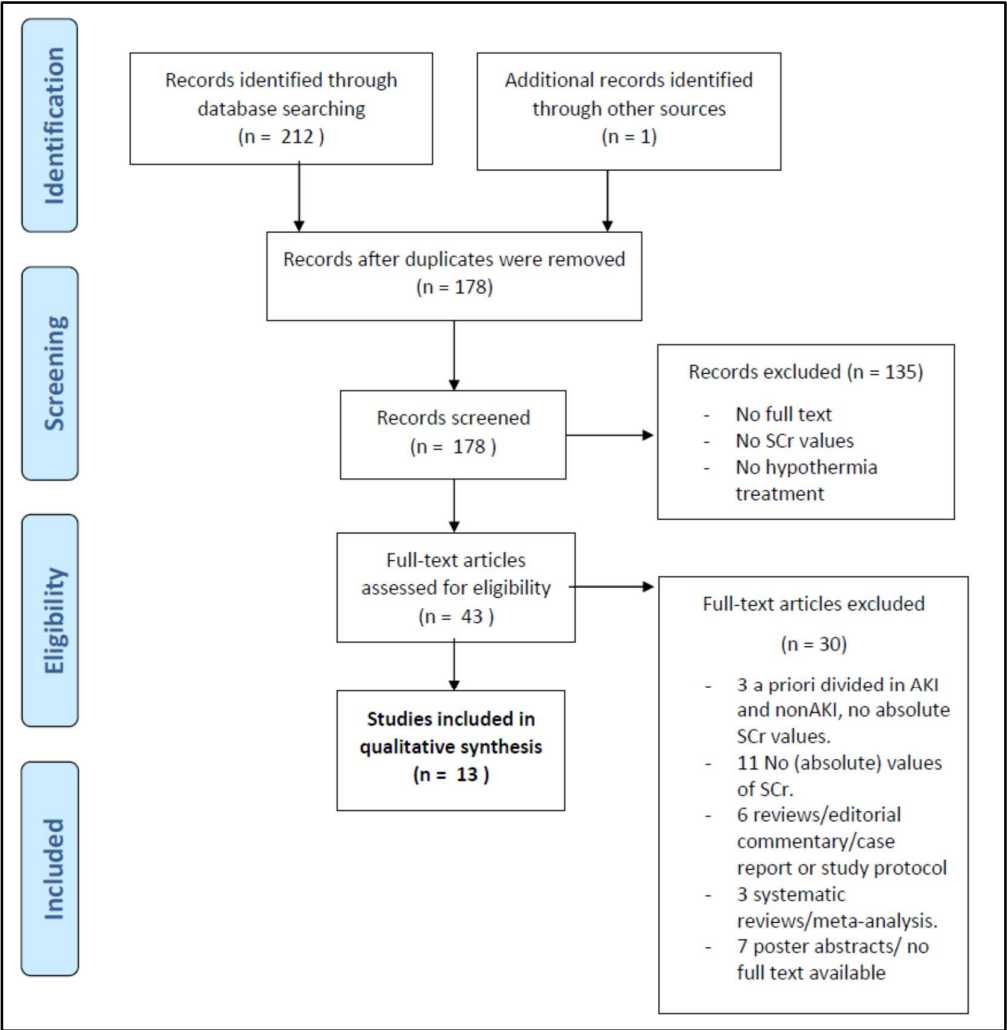 Identification
Records identified through
database searching
(n = 212 )
Additional records identified
through other sources
(n = 1)
Records after duplicates were removed
(n = 178)
Screening
Records screened
(n = 178 )
Records excluded (n = 135)
- No full text
- No SCr values
- No hypothermia
treatment
Eligibility
Full-text articles
assessed for eligibility
(n = 43 )
Full-text articles excluded
(n = 30)
- 3 a priori divided in AKI
and nonAKI, no absolute
SCr values.
- 11 No (absolute) values
of SCr.
- 6 reviews/editorial
commentary/case
report or study protocol
- 3 systematic
reviews/meta-analysis.
- 7 poster abstracts/ no
full text available
Included
Studies included in
qualitative synthesis
(n = 13 )